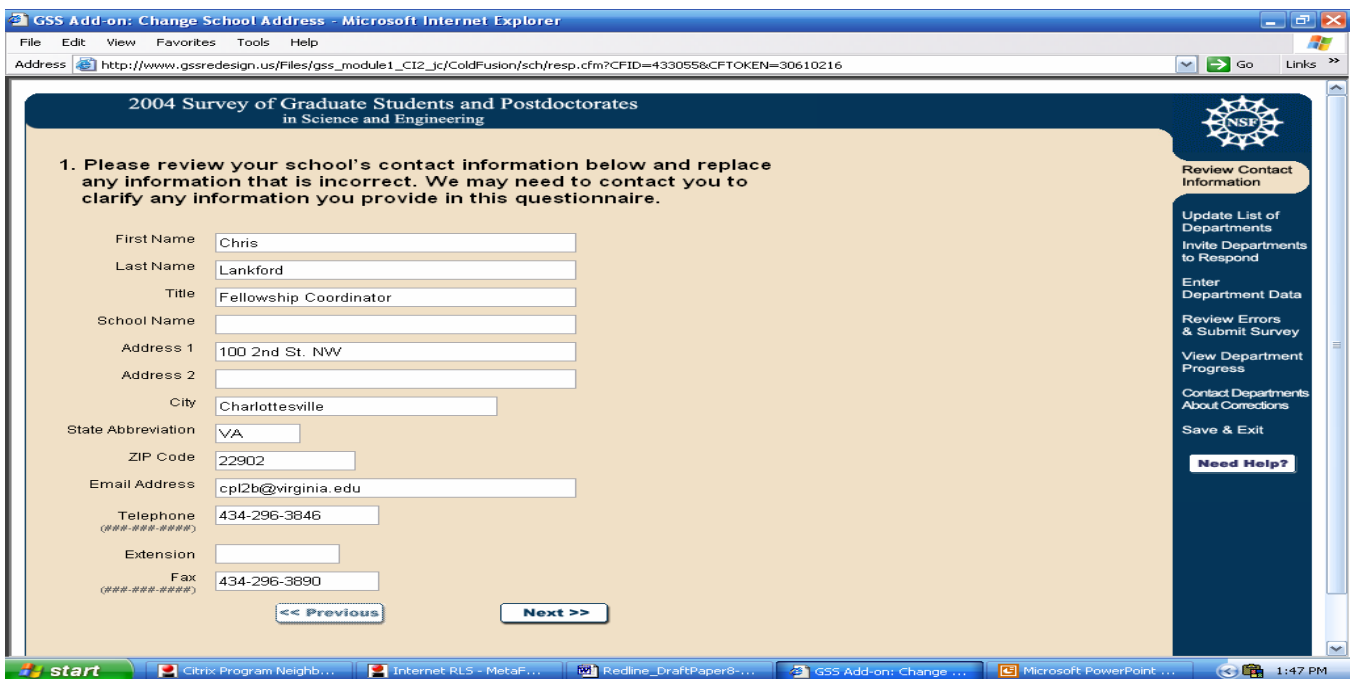 GSS Add-on: Change School Address - Microsoft Internet Explorer
File Edit View Favorites Tools Help
Address http://www.gssredesign.us/Files/gss_module1_CI2_jc/ColdFusion/sch/resp.cfm?CFID=433055&CFTOKEN=30610216 Go Links »
2004 Survey of Graduate Students and Postdoctorates
in Science and Engineering
NSF
1. Please review your school's contact information below and replace
any information that is incorrect. We may need to contact you to
clarify any information you provide in this questionnaire.
First Name Chris
Last Name Lankford
Title Fellowship Coordinator
School Name
Address 1 100 2nd St. NW
Address 2
City Charlottesville
State Abbreviation VA
ZIP Code 22902
Email Address cpl2b@virginia.edu
Telephone 434-296-3846
(###-###-####)
Extension
Fax 434-296-3890
(###-###-####)
<< Previous Next >>
Review Contact
Information
Update List of
Departments
Invite Departments
to Respond
Enter
Department Data
Review Errors
& Submit Survey
View Department
Progress
Contact Departments
About Corrections
Save & Exit
Need Help?
start Citrix Program Neighb... Internet RLS - MetaF... Redline_DraftPaper8-... GSS Add-on: Change ... Microsoft PowerPoint ... 1:47 PM